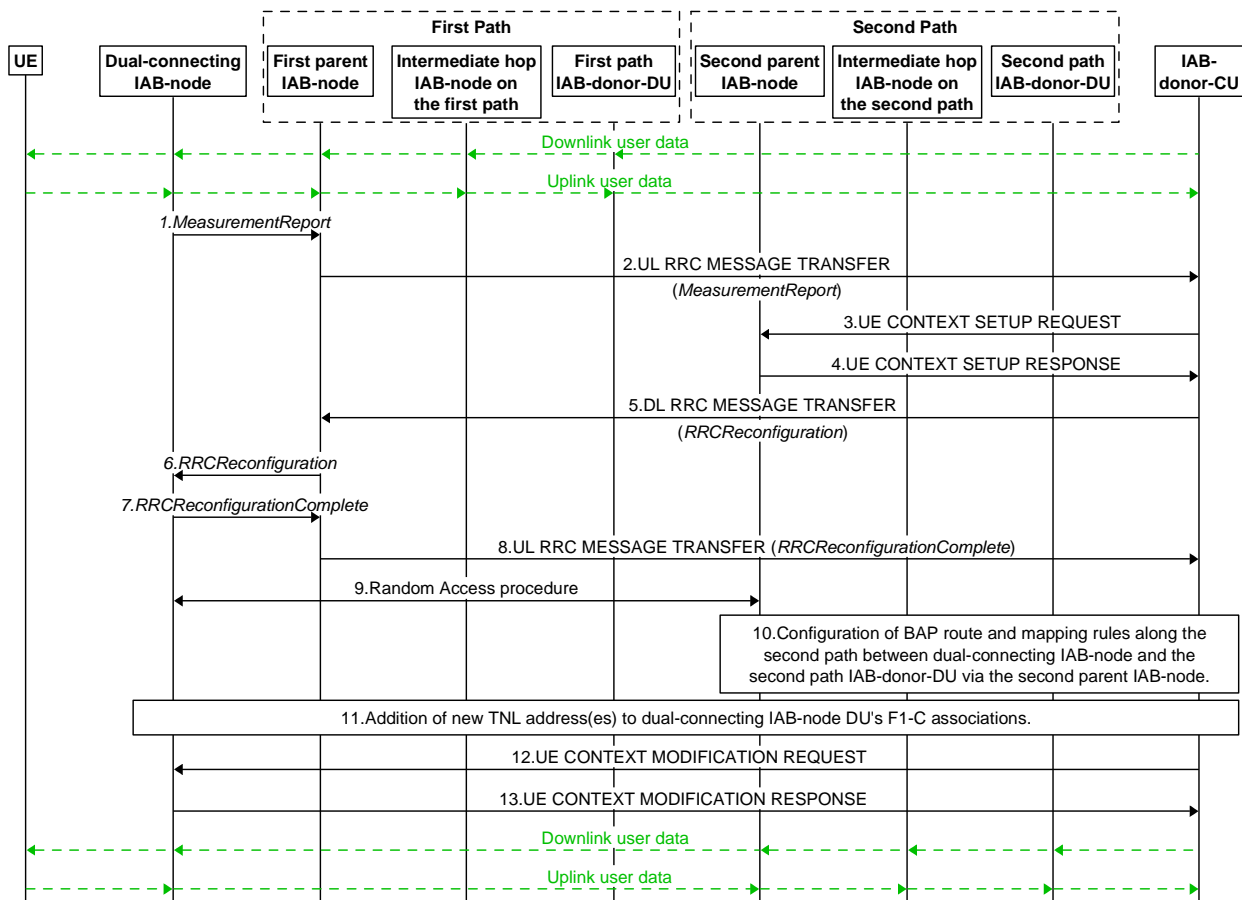 First Path
Second Path
UE
Dual-connecting
IAB-node
First parent
IAB-node
Intermediate hop
IAB-node on
the first path
First path
IAB-donor-DU
Second parent
IAB-node
Intermediate hop
IAB-node on
the second path
Second path
IAB-donor-DU
IAB-
donor-CU
Downlink user data
Uplink user data
1.MeasurementReport
2.UL RRC MESSAGE TRANSFER
(MeasurementReport)
3.UE CONTEXT SETUP REQUEST
4.UE CONTEXT SETUP RESPONSE
5.DL RRC MESSAGE TRANSFER
(RRCReconfiguration)
6.RRCReconfiguration
7.RRCReconfigurationComplete
8.UL RRC MESSAGE TRANSFER (RRCReconfigurationComplete)
9.Random Access procedure
10.Configuration of BAP route and mapping rules along the
second path between dual-connecting IAB-node and the
second path IAB-donor-DU via the second parent IAB-node.
11.Addition of new TNL address(es) to dual-connecting IAB-node DU's F1-C associations.
12.UE CONTEXT MODIFICATION REQUEST
13.UE CONTEXT MODIFICATION RESPONSE
Downlink user data
Uplink user data